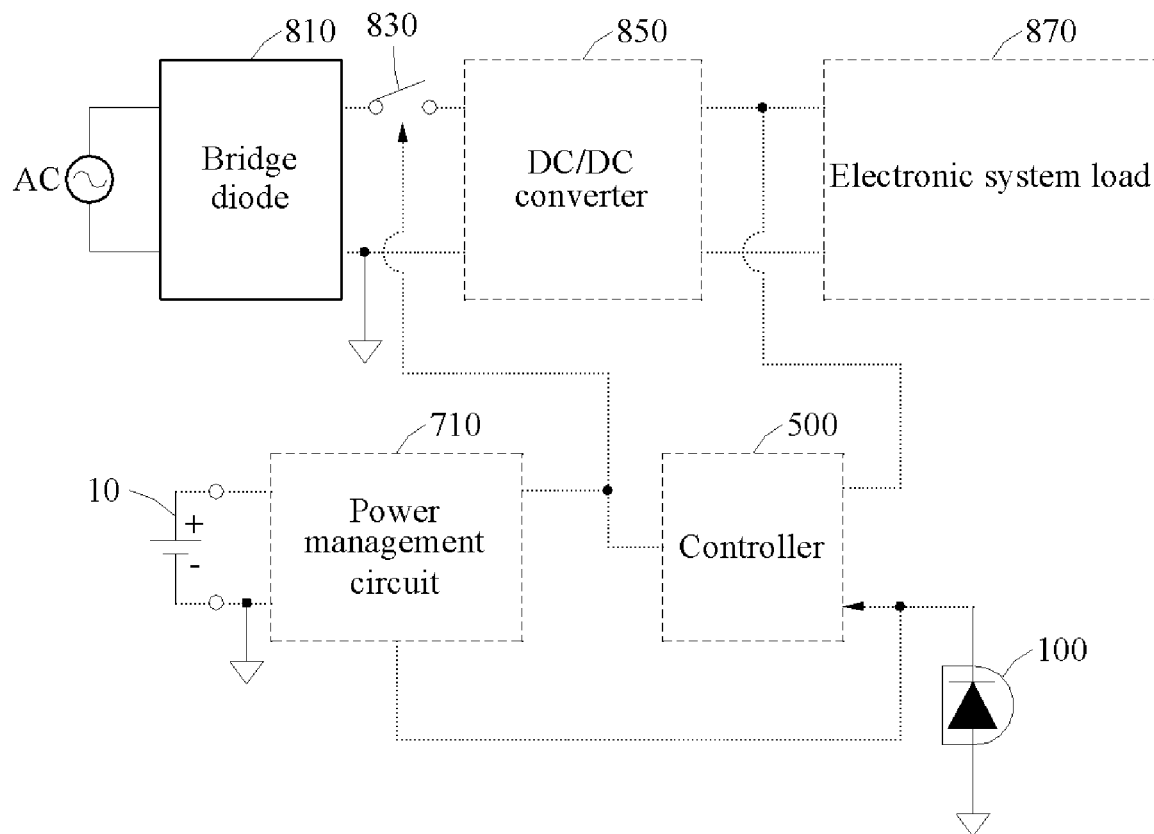 810
830
850
870
AC
Bridge
diode
DC/DC
converter
Electronic system load
710
500
10
+
-
Power
management
circuit
Controller
100